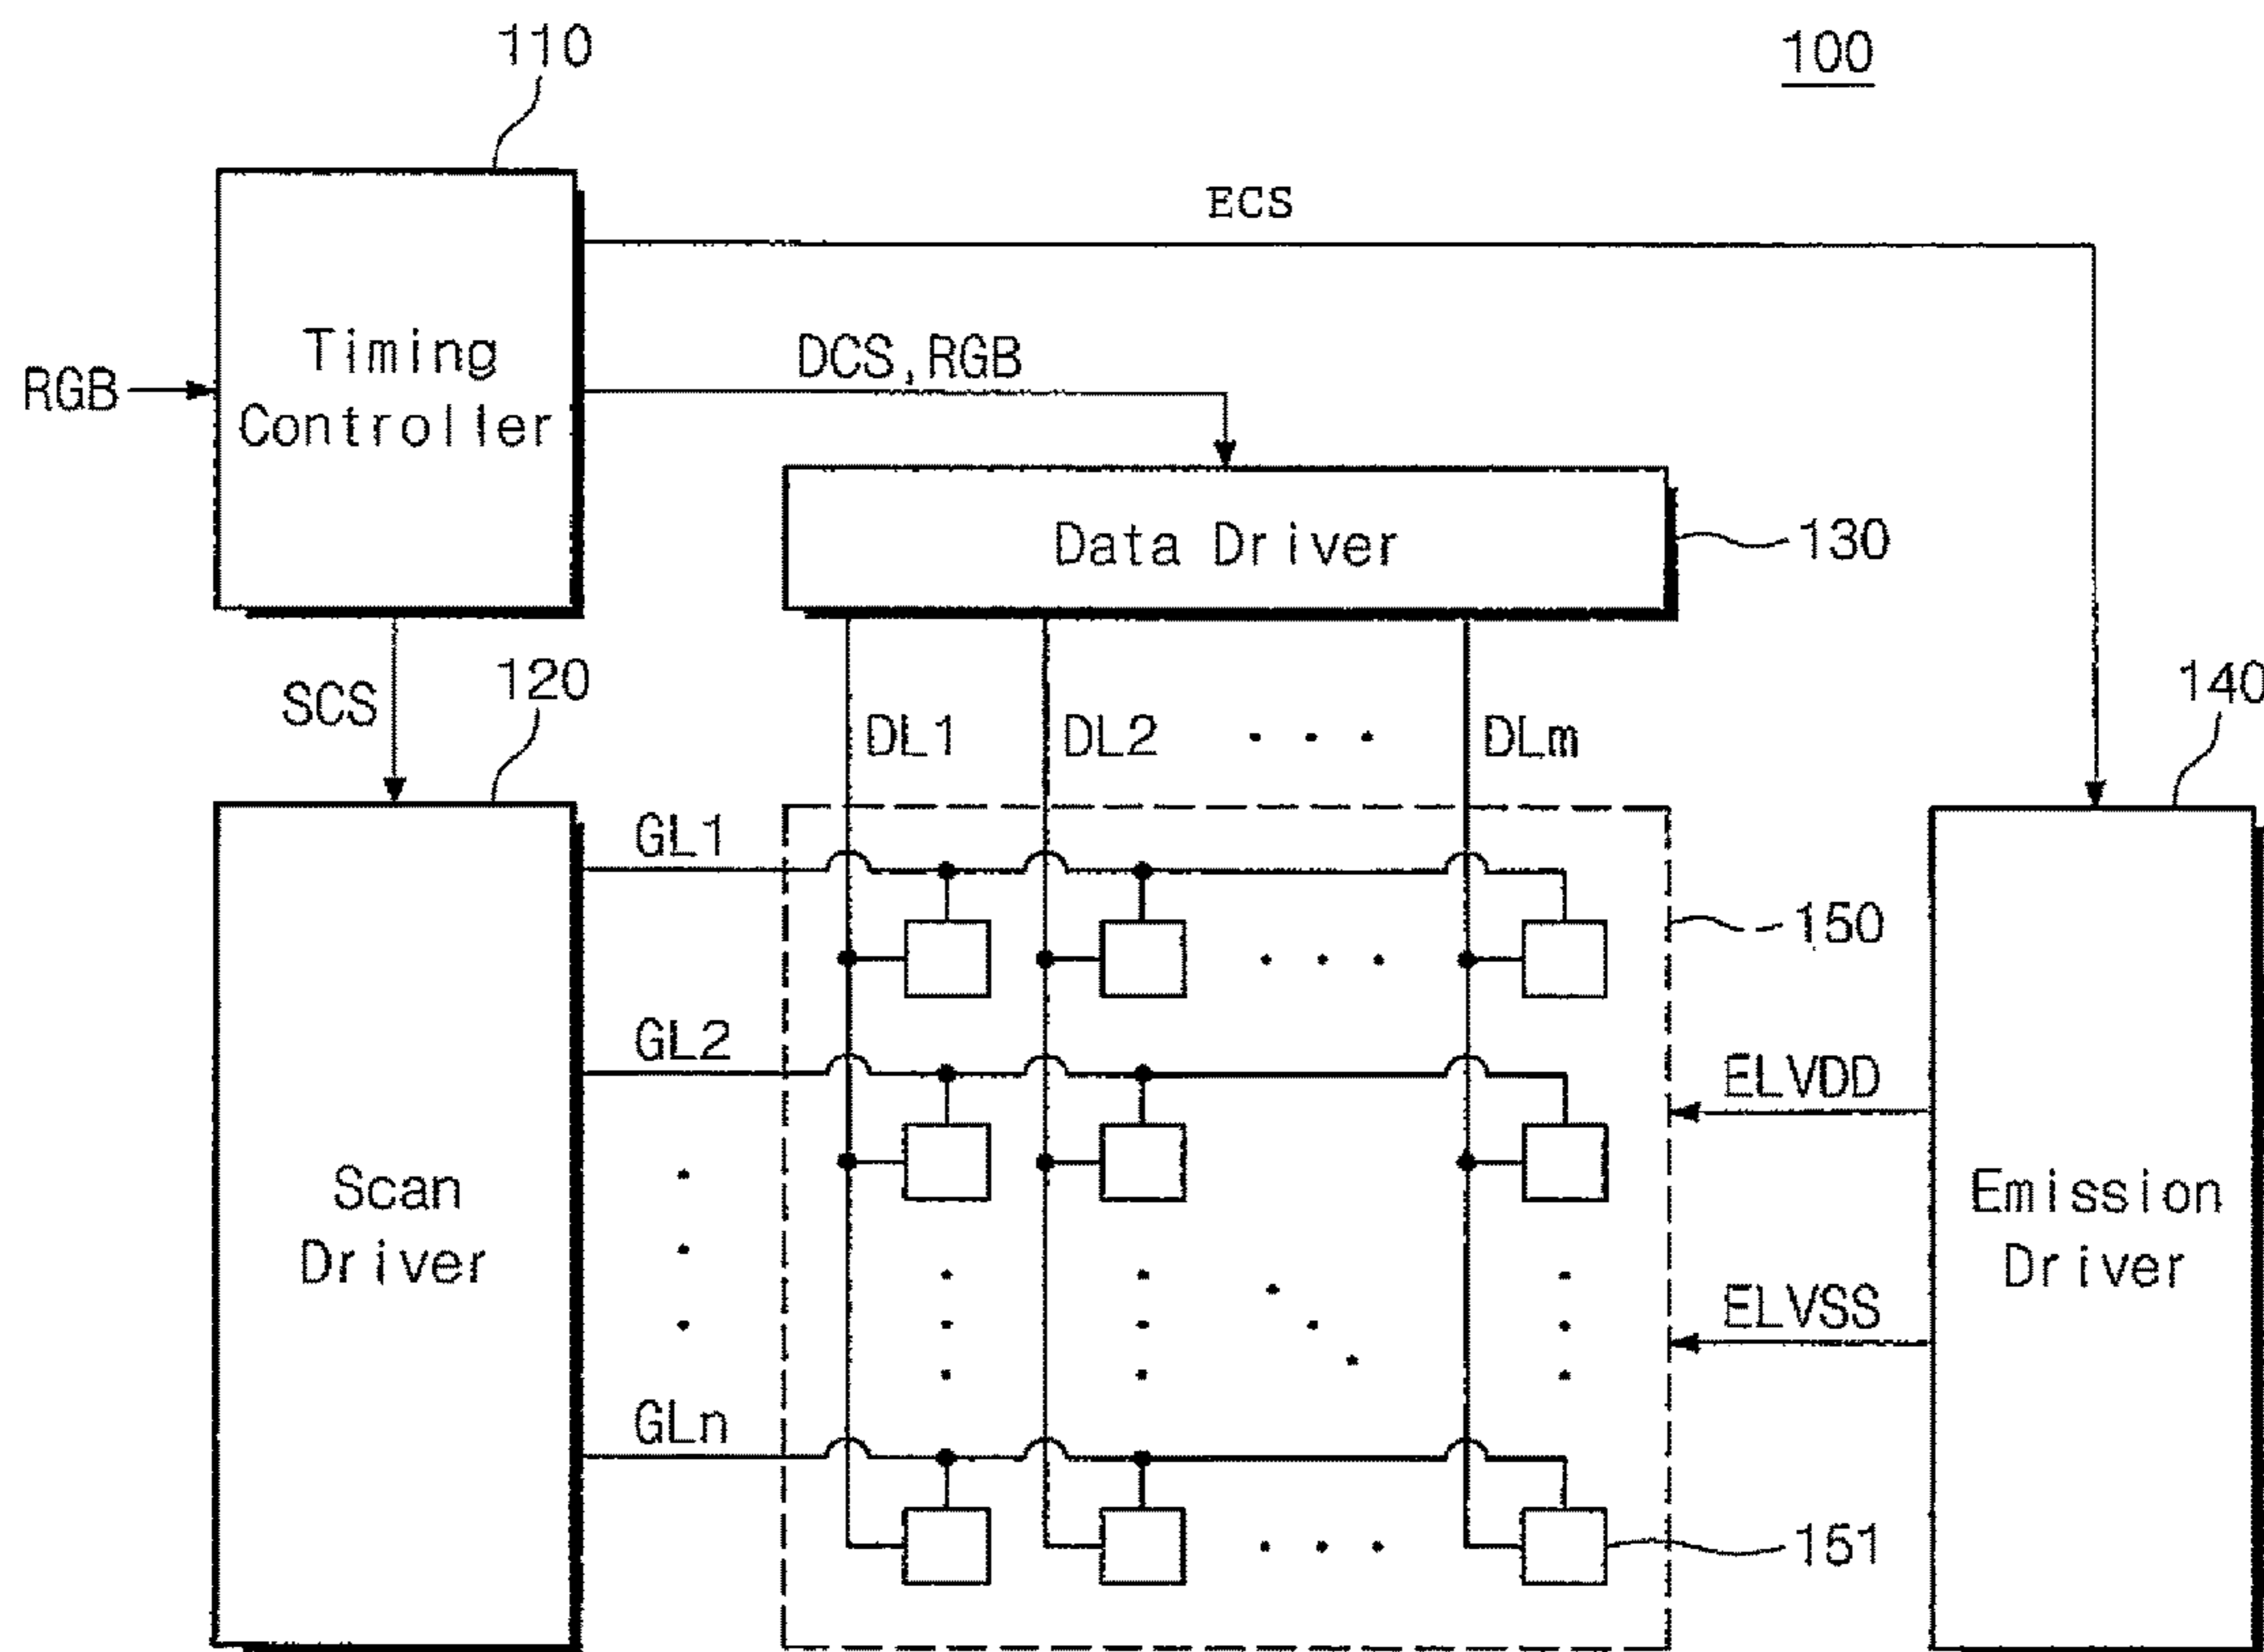 110
100
ECS
Timing
Controller
DCS,RGB
RGB
Data Driver
130
SCS
120
140
DL1
DL2
DLm
GL1
150
GL2
ELVDD
Scan
Driver
Emission
Driver
ELVSS
GLn
151